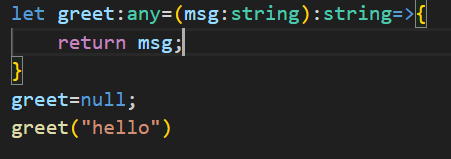 let greet:any=(msg:string):string=>{
    return msg;
}
greet=null;
greet("hello")